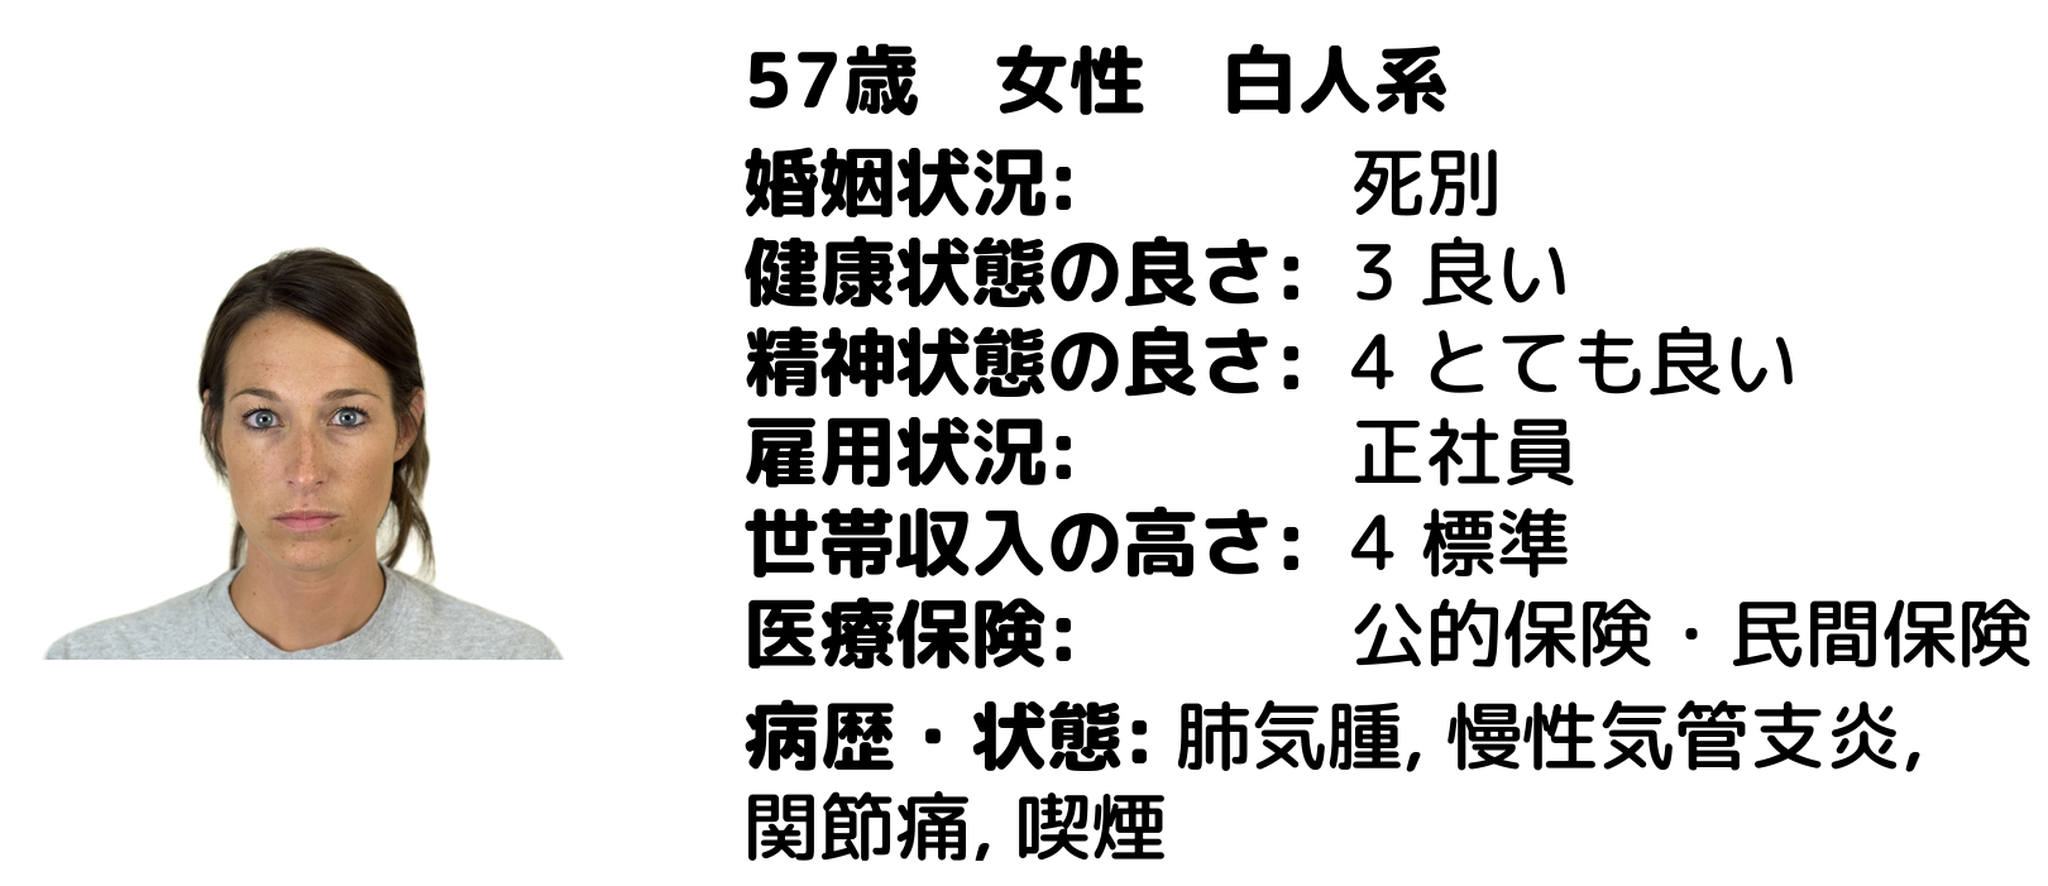 57歳　女性　白人系
婚姻状況: 死別
健康状態の良さ: 3 良い
精神状態の良さ: 4 とても良い
雇用状況: 正社員
世帯収入の高さ: 4 標準
医療保険: 公的保険・民間保険
病歴・状態: 肺気腫, 慢性気管支炎,
関節痛, 喫煙